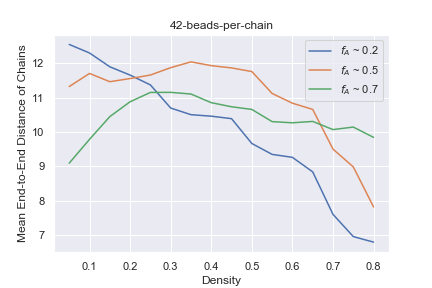 42-beads-per-chain
Mean End-to-End Distance of Chains
12
11
10
9
8
7
0.1 0.2 0.3 0.4 0.5 0.6 0.7 0.8
Density
f_A ~ 0.2
f_A ~ 0.5
f_A ~ 0.7